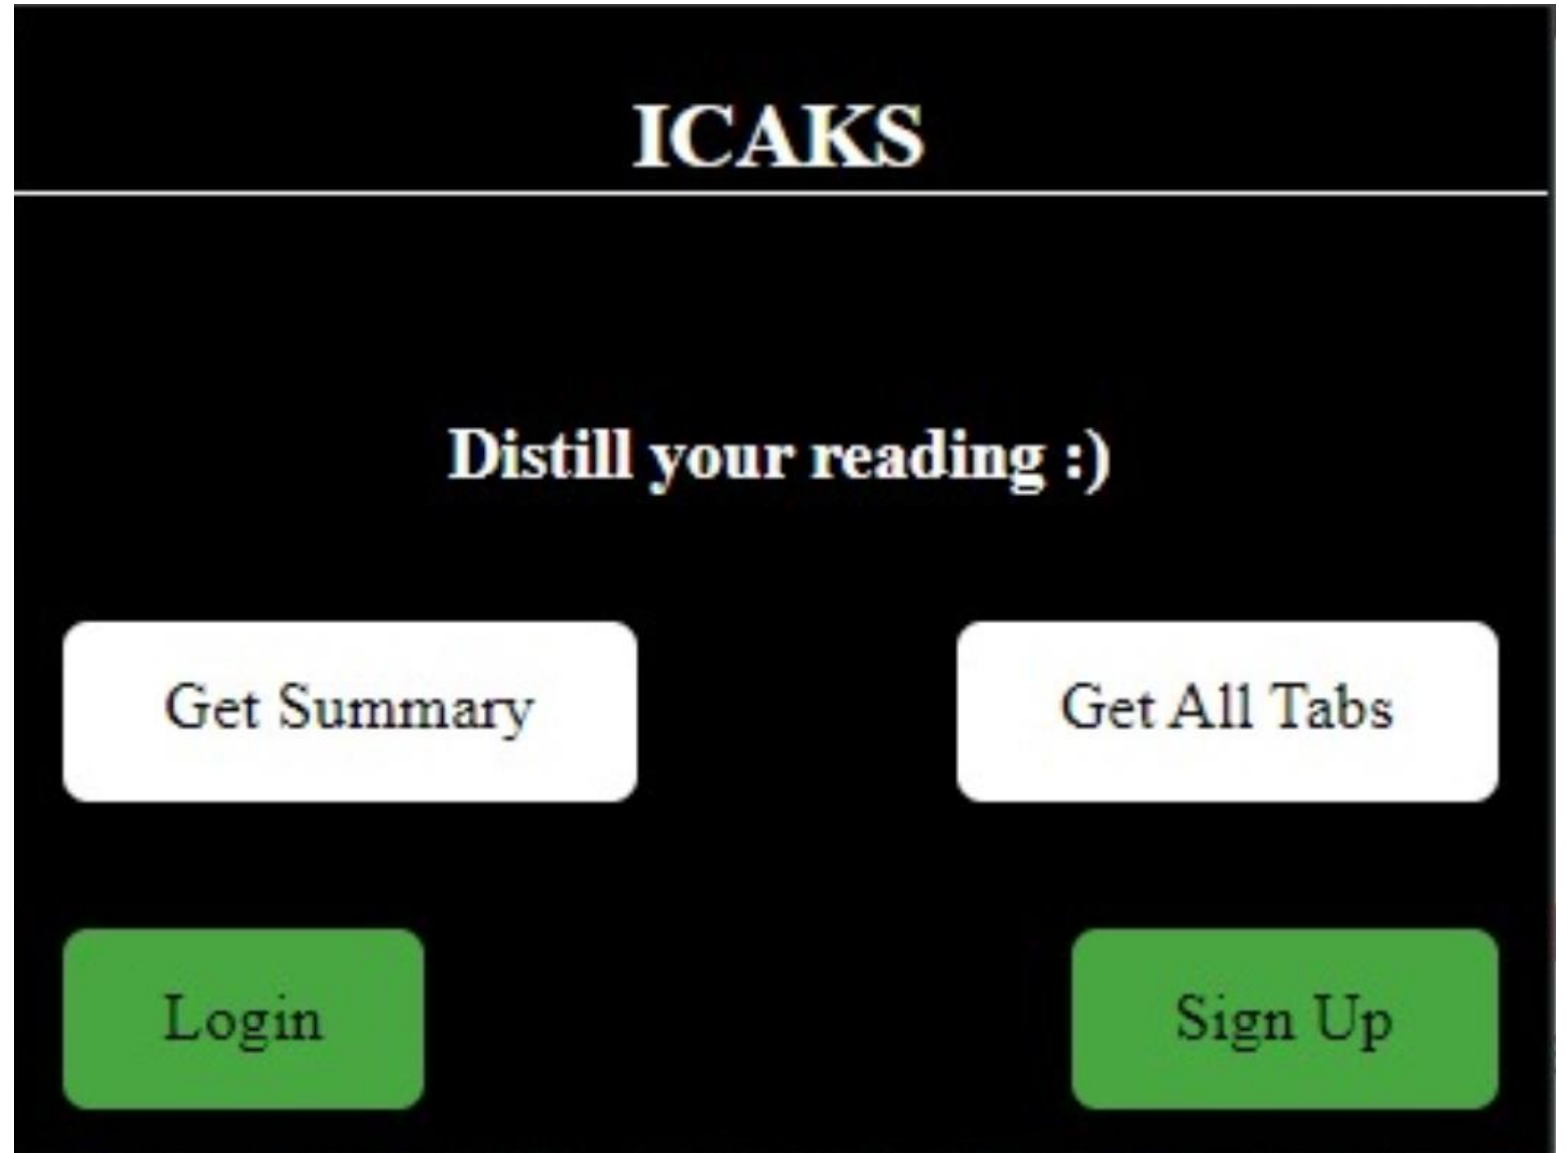 ICAKS
Distill your reading :)
Get Summary
Get All Tabs
Login
Sign Up